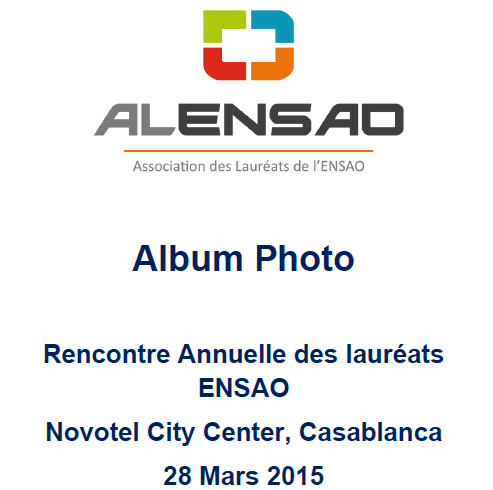 ALENSAO
Association des Lauréats de l'ENSAO
Album Photo
Rencontre Annuelle des lauréats
ENSAO
Novotel City Center, Casablanca
28 Mars 2015